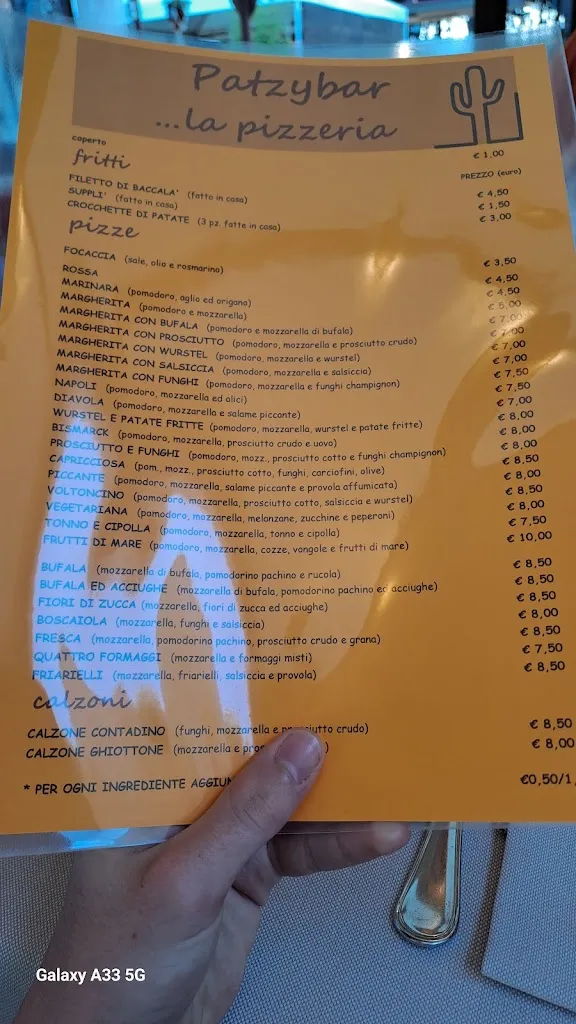 Patzybar
...la pizzeria
coperto € 1,00
fritti PREZZO (euro)
FILETTO DI BACCALA' (fatto in casa) € 4,50
SUPPLI' (fatto in casa) € 1,50
CROCCHETTE DI PATATE (3 pz. fatte in casa) € 3,00
pizze
FOCACCIA (sale, olio e rosmarino) € 3,50
ROSSA € 4,50
MARINARA (pomodoro, aglio ed origano) € 4,50
MARGHERITA (pomodoro e mozzarella) € 5,00
MARGHERITA CON BUFALA (pomodoro e mozzarella di bufala) € 7,00
MARGHERITA CON PROSCIUTTO (pomodoro, mozzarella e prosciutto crudo) € 7,00
MARGHERITA CON WURSTEL (pomodoro, mozzarella e wurstel) € 7,00
MARGHERITA CON SALSICCIA (pomodoro, mozzarella e salsiccia) € 7,00
MARGHERITA CON FUNGHI (pomodoro, mozzarella e funghi champignon) € 7,50
NAPOLI (pomodoro, mozzarella ed alici) € 7,50
DIAVOLA (pomodoro, mozzarella e salame piccante) € 7,00
WURSTEL E PATATE FRITTE (pomodoro, mozzarella, wurstel e patate fritte) € 8,00
BISMARCK (pomodoro, mozzarella, prosciutto crudo e uovo) € 8,00
PROSCIUTTO E FUNGHI (pomodoro, mozz., prosciutto cotto e funghi champignon) € 8,00
CAPRICCIOSA (pom., mozz., prosciutto cotto, funghi, carciofini, olive) € 8,50
PICCANTE (pomodoro, mozzarella, salame piccante e provola affumicata) € 8,00
VOLTONCINO (pomodoro, mozzarella, prosciutto cotto, salsiccia e wurstel) € 8,50
VEGETARIANA (pomodoro, mozzarella, melanzane, zucchine e peperoni) € 8,00
TONNO E CIPOLLA (pomodoro, mozzarella, tonno e cipolla) € 7,50
FRUTTI DI MARE (pomodoro, mozzarella, cozze, vongole e frutti di mare) € 10,00
BUFALA (mozzarella di bufala, pomodorino pachino e rucola) € 8,50
BUFALA ED ACCIUGHE (mozzarella di bufala, pomodorino pachino ed acciughe) € 8,50
FIORI DI ZUCCA (mozzarella, fiori di zucca ed acciughe) € 8,50
BOSCAIOLA (mozzarella, funghi e salsiccia) € 8,00
FRESCA (mozzarella, pomodorino pachino, prosciutto crudo e grana) € 8,50
QUATTRO FORMAGGI (mozzarella e formaggi misti) € 7,50
FRIARIELLI (mozzarella, friarielli, salsiccia e provola) € 8,50
calzoni
CALZONE CONTADINO (funghi, mozzarella e prosciutto crudo) € 8,50
CALZONE GHIOTTONE (mozzarella e pros ) € 8,00
* PER OGNI INGREDIENTE AGGIUN €0,50/1,
Galaxy A33 5G